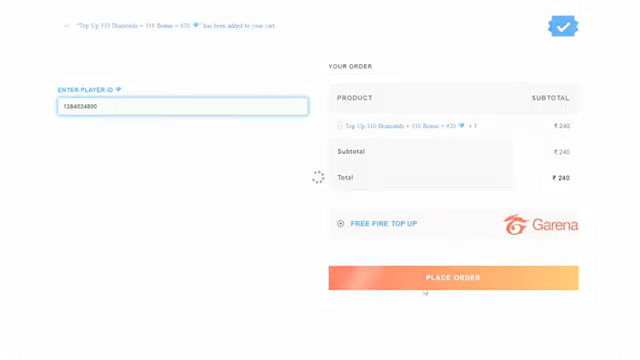 "Top Up 310 Diamonds + 310 Bonus = 620 💎" has been added to your cart
YOUR ORDER
ENTER PLAYER ID 💎
1384024800
PRODUCT SUBTOTAL
Top Up 310 Diamonds + 310 Bonus = 620 💎 × 1 ₹ 240
Subtotal ₹ 240
Total ₹ 240
FREE FIRE TOP UP Garena
PLACE ORDER